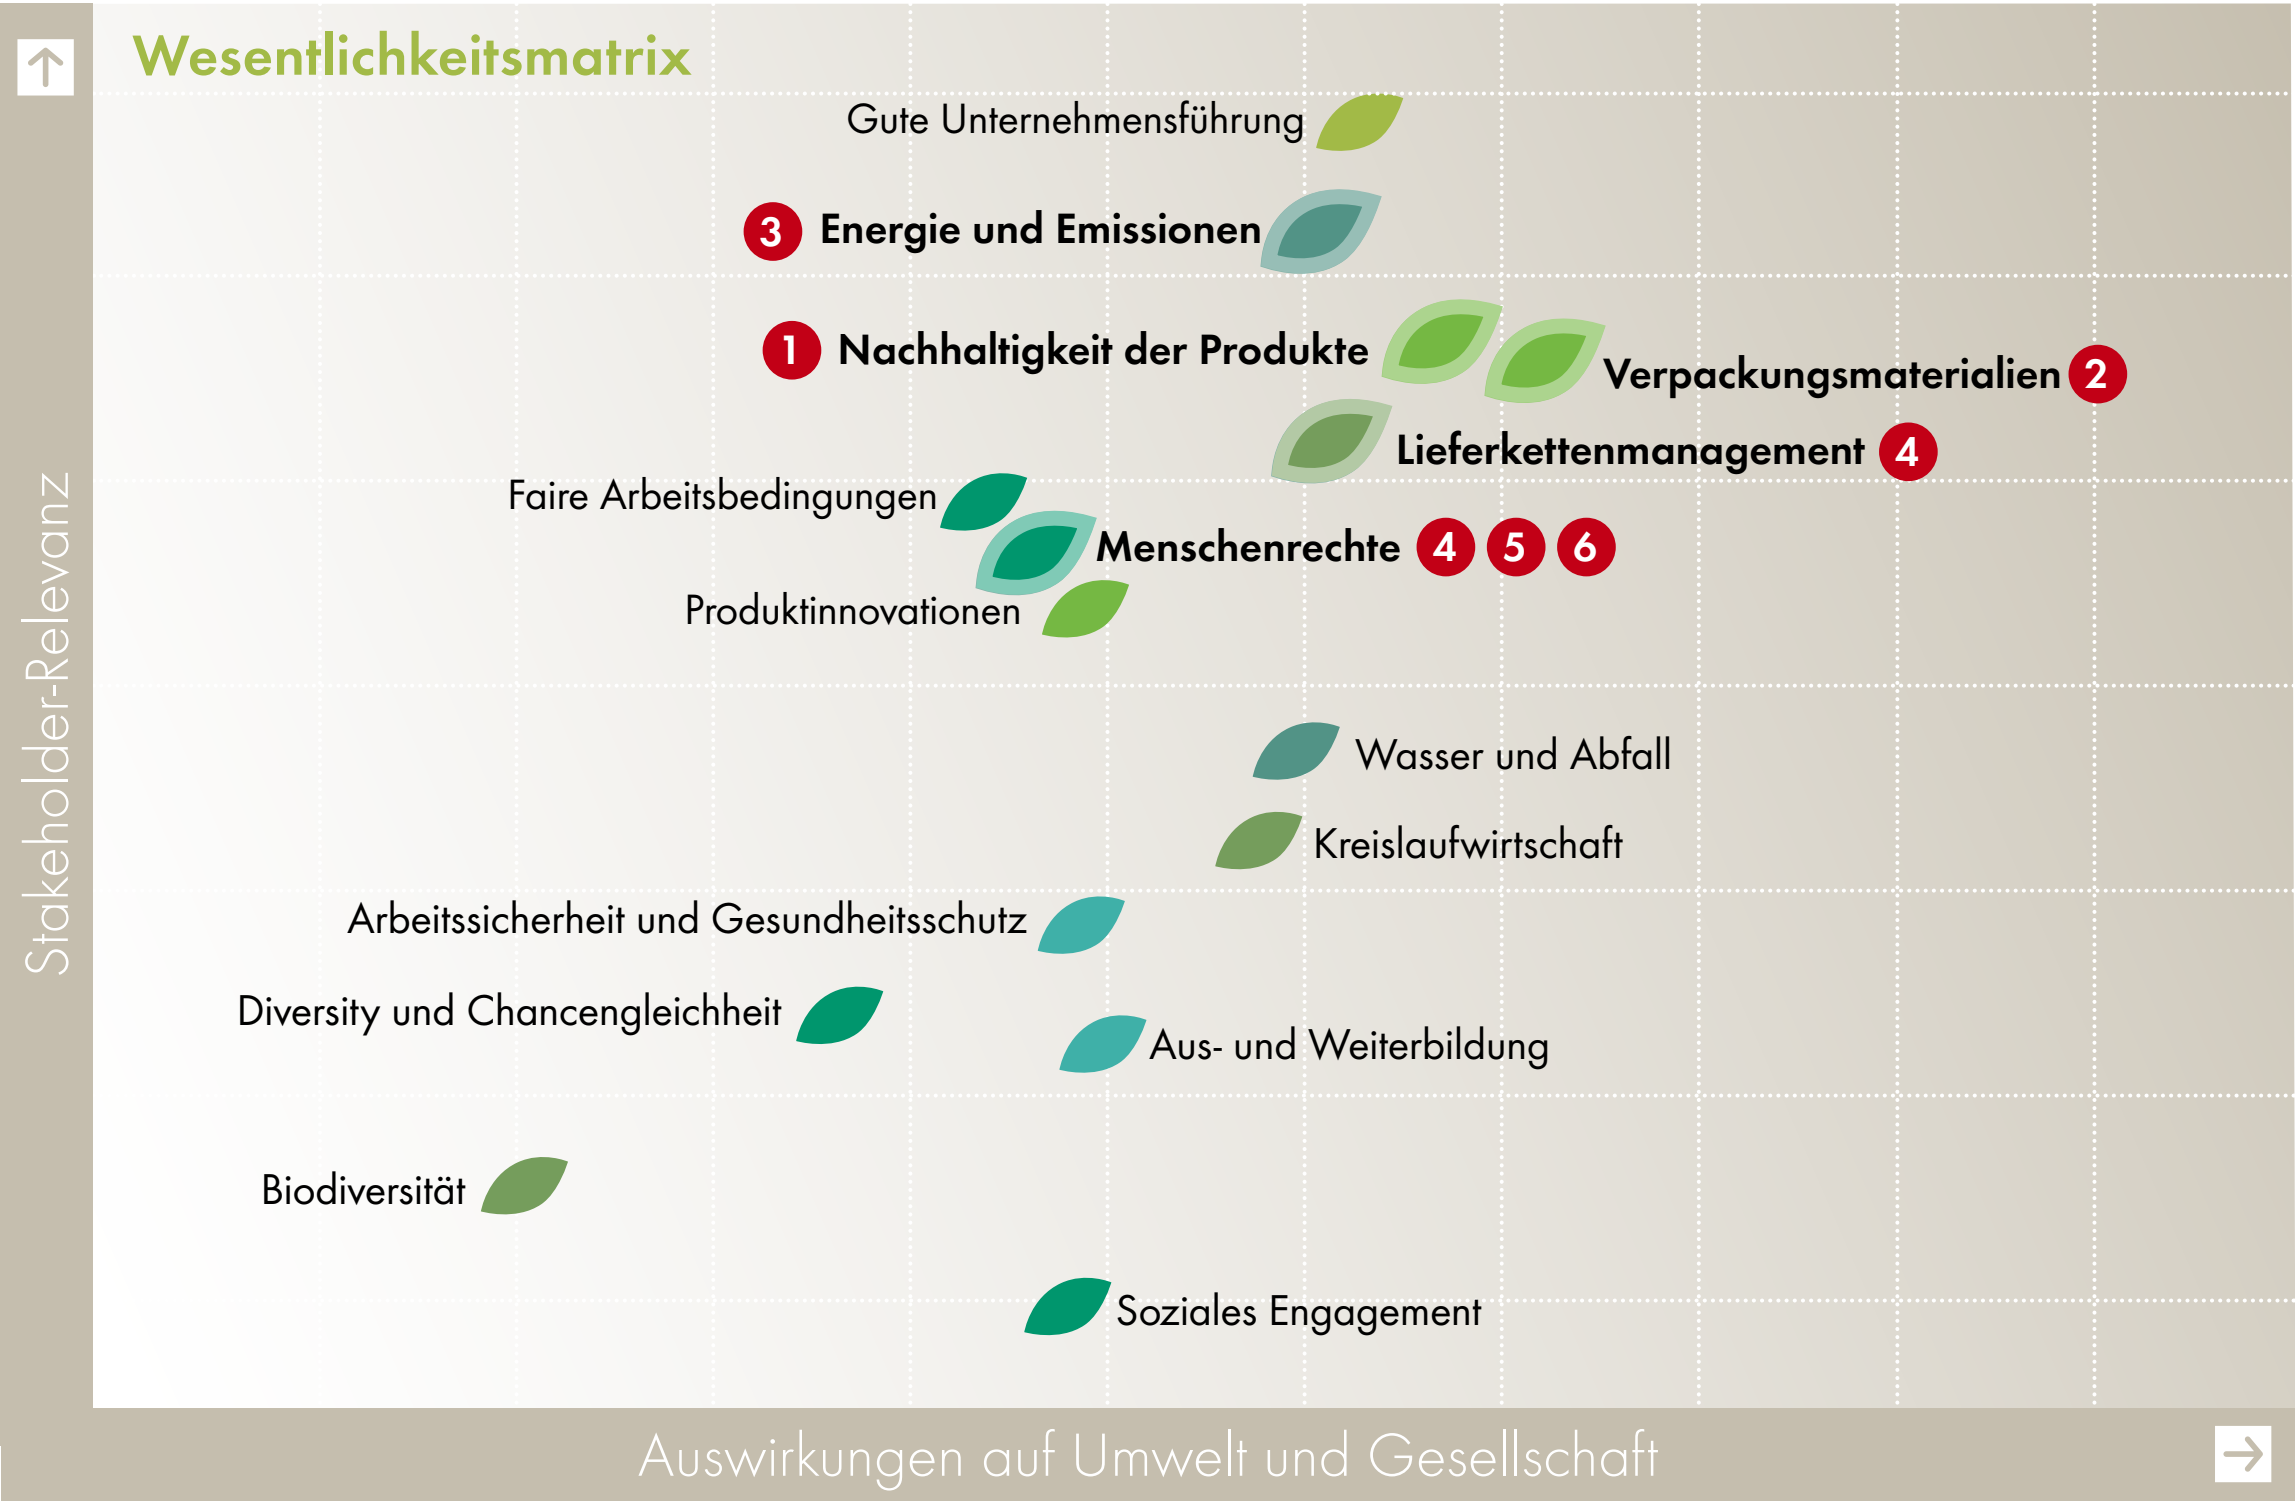 Wesentlichkeitsmatrix
Gute Unternehmensführung
3 Energie und Emissionen
1 Nachhaltigkeit der Produkte
Verpackungsmaterialien 2
Lieferkettenmanagement 4
Faire Arbeitsbedingungen
Menschenrechte 4 5 6
Produktinnovationen
Wasser und Abfall
Kreislaufwirtschaft
Arbeitssicherheit und Gesundheitsschutz
Diversity und Chancengleichheit
Aus- und Weiterbildung
Biodiversität
Soziales Engagement
Stakeholder-Relevanz
Auswirkungen auf Umwelt und Gesellschaft